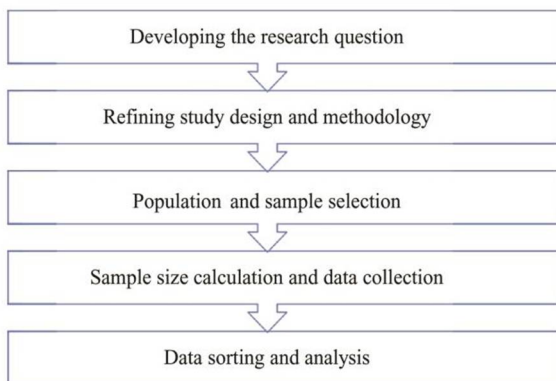 Developing the research question
Refining study design and methodology
Population and sample selection
Sample size calculation and data collection
Data sorting and analysis